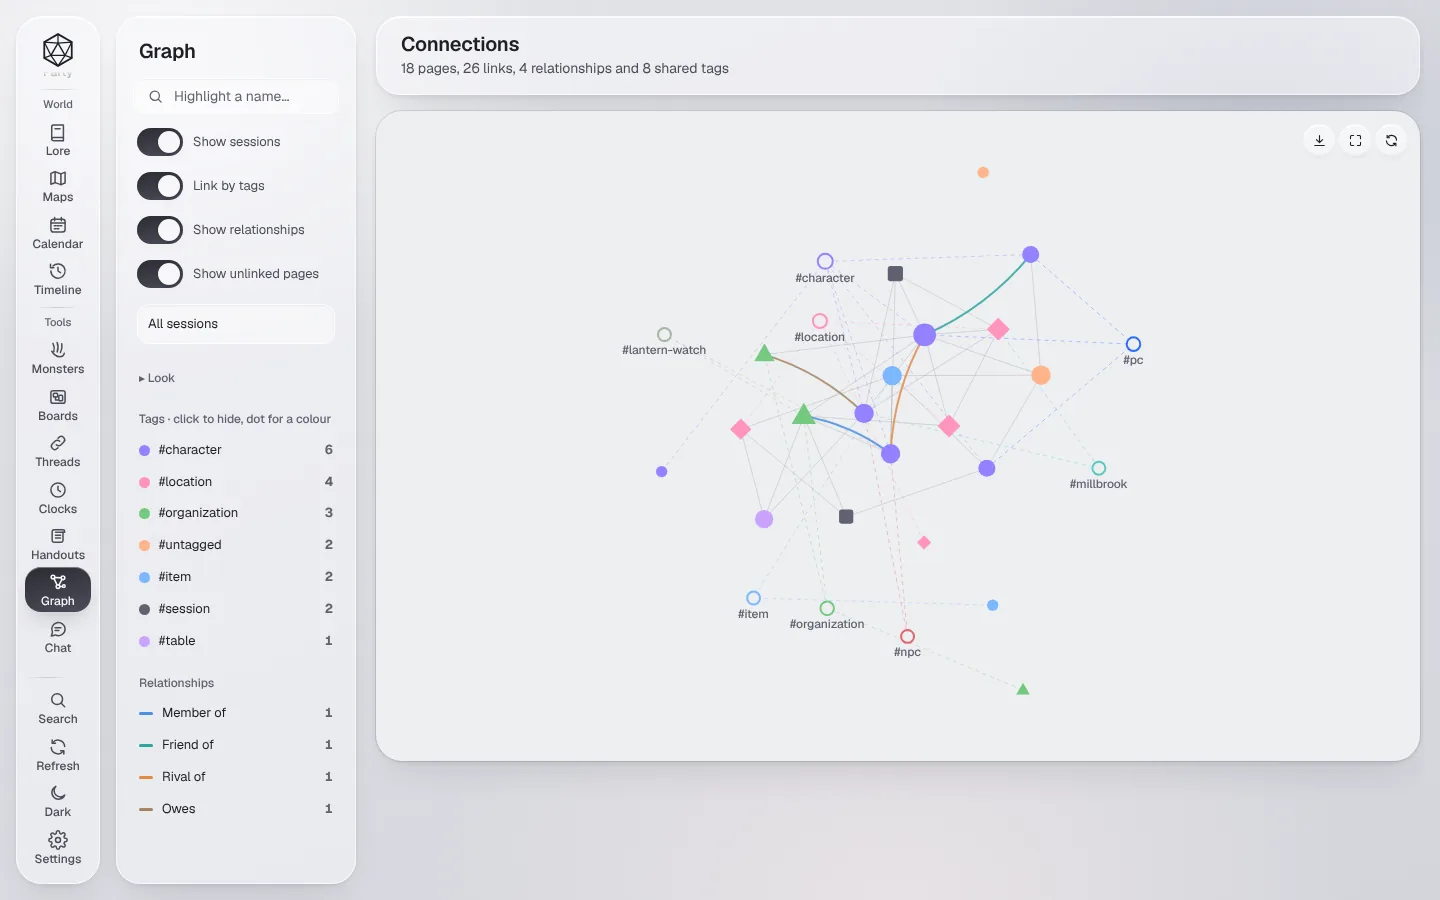 World
Lore
Maps
Calendar
Timeline
Tools
Monsters
Boards
Threads
Clocks
Handouts
Graph
Chat
Search
Refresh
Dark
Settings
Graph
Highlight a name...
Show sessions
Link by tags
Show relationships
Show unlinked pages
All sessions
▸ Look
Tags · click to hide, dot for a colour
#character 6
#location 4
#organization 3
#untagged 2
#item 2
#session 2
#table 1
Relationships
Member of 1
Friend of 1
Rival of 1
Owes 1
Connections
18 pages, 26 links, 4 relationships and 8 shared tags
#character
#location
#lantern-watch
#pc
#millbrook
#item
#organization
#npc